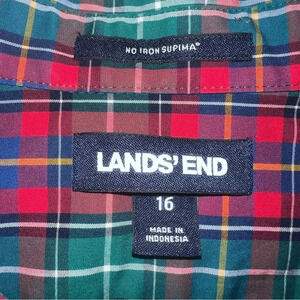 NO IRON SUPIMA®
LANDS' END
16
MADE IN
INDONESIA